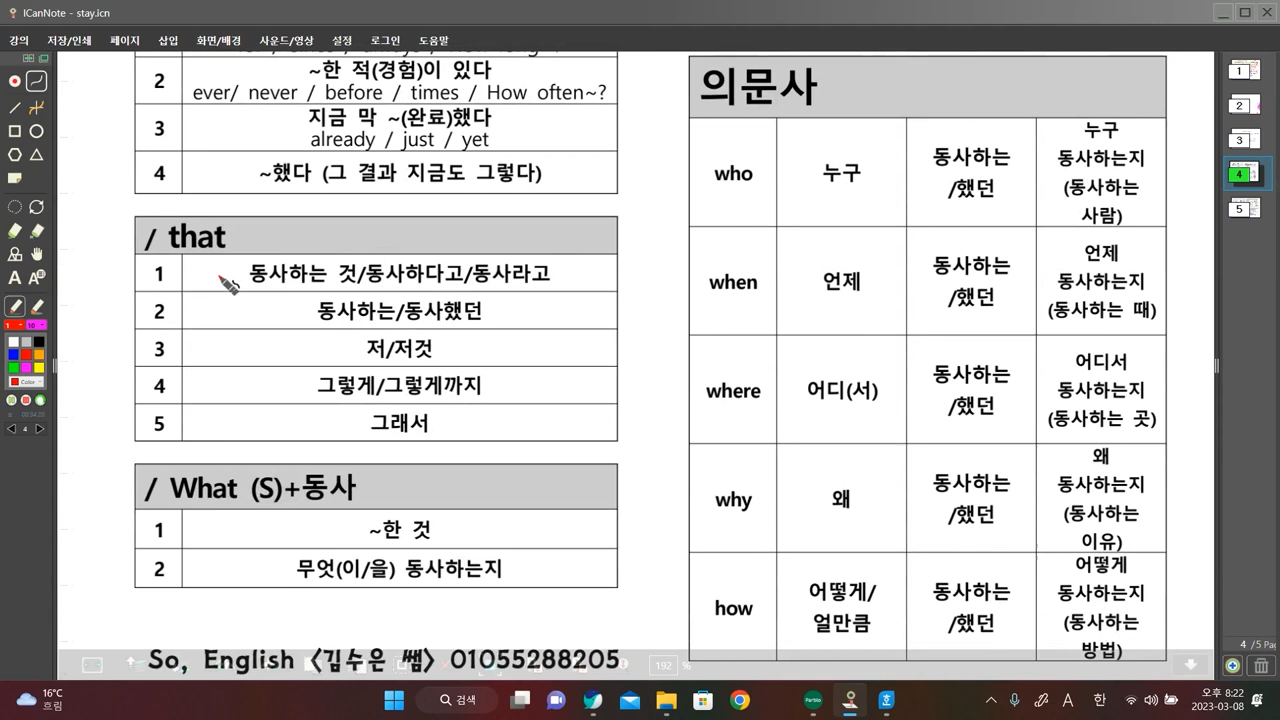 ICanNote - stay.icn
강의 저장/인쇄 페이지 삽입 화면/배경 사운드/영상 설정 로그인 도움말
2 ~한 적(경험)이 있다
ever/ never / before / times / How often~?
3 지금 막 ~(완료)했다
already / just / yet
4 ~했다 (그 결과 지금도 그렇다)
/ that
1 동사하는 것/동사하다고/동사라고
2 동사하는/동사했던
3 저/저것
4 그렇게/그렇게까지
5 그래서
/ What (S)+동사
1 ~한 것
2 무엇(이/을) 동사하는지
의문사
who 누구 동사하는
/했던
누구
동사하는지
(동사하는
사람)
when 언제 동사하는
/했던
언제
동사하는지
(동사하는 때)
where 어디(서) 동사하는
/했던
어디서
동사하는지
(동사하는 곳)
why 왜 동사하는
/했던
왜
동사하는지
(동사하는
이유)
how 어떻게/
얼만큼
동사하는
/했던
어떻게
동사하는지
(동사하는
방법)
So, English 〈김수은 쌤〉01055288205
192 %
1
2
3
4
5
4 /5 Page
Color
4
16°C
흐림
검색
Partilo
A 한
오후 8:22
2023-03-08